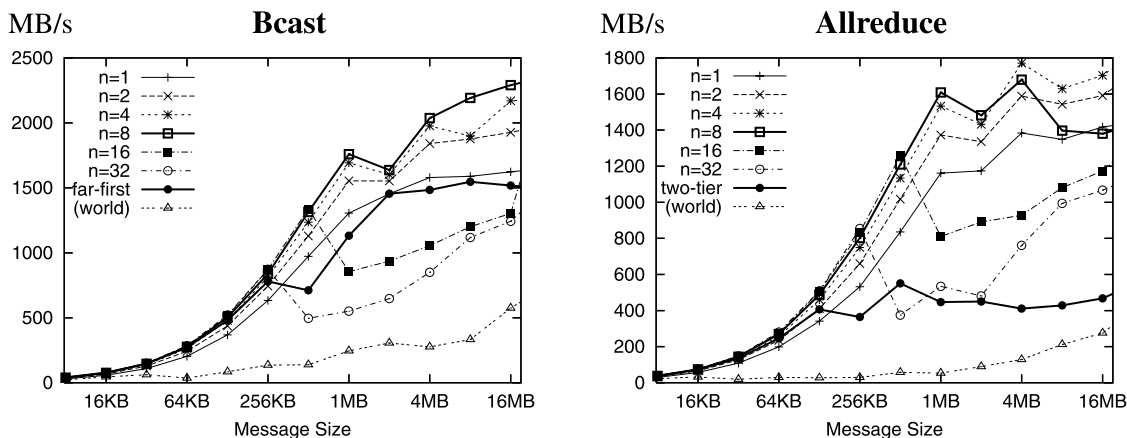 MB/s
Bcast
2500
2000
1500
1000
500
0
n=1
n=2
n=4
n=8
n=16
n=32
far-first
(world)
16KB 64KB 256KB 1MB 4MB 16MB
Message Size
MB/s
Allreduce
1800
1600
1400
1200
1000
800
600
400
200
0
n=1
n=2
n=4
n=8
n=16
n=32
two-tier
(world)
16KB 64KB 256KB 1MB 4MB 16MB
Message Size